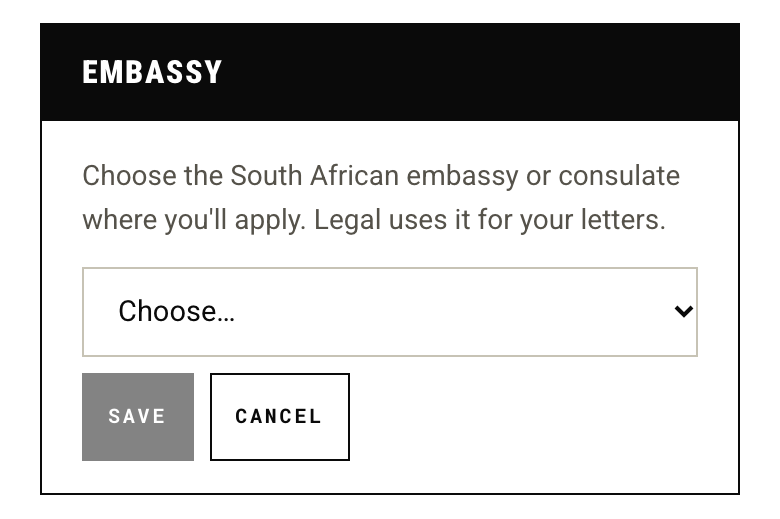 EMBASSY
Choose the South African embassy or consulate
where you'll apply. Legal uses it for your letters.
Choose…
SAVE CANCEL